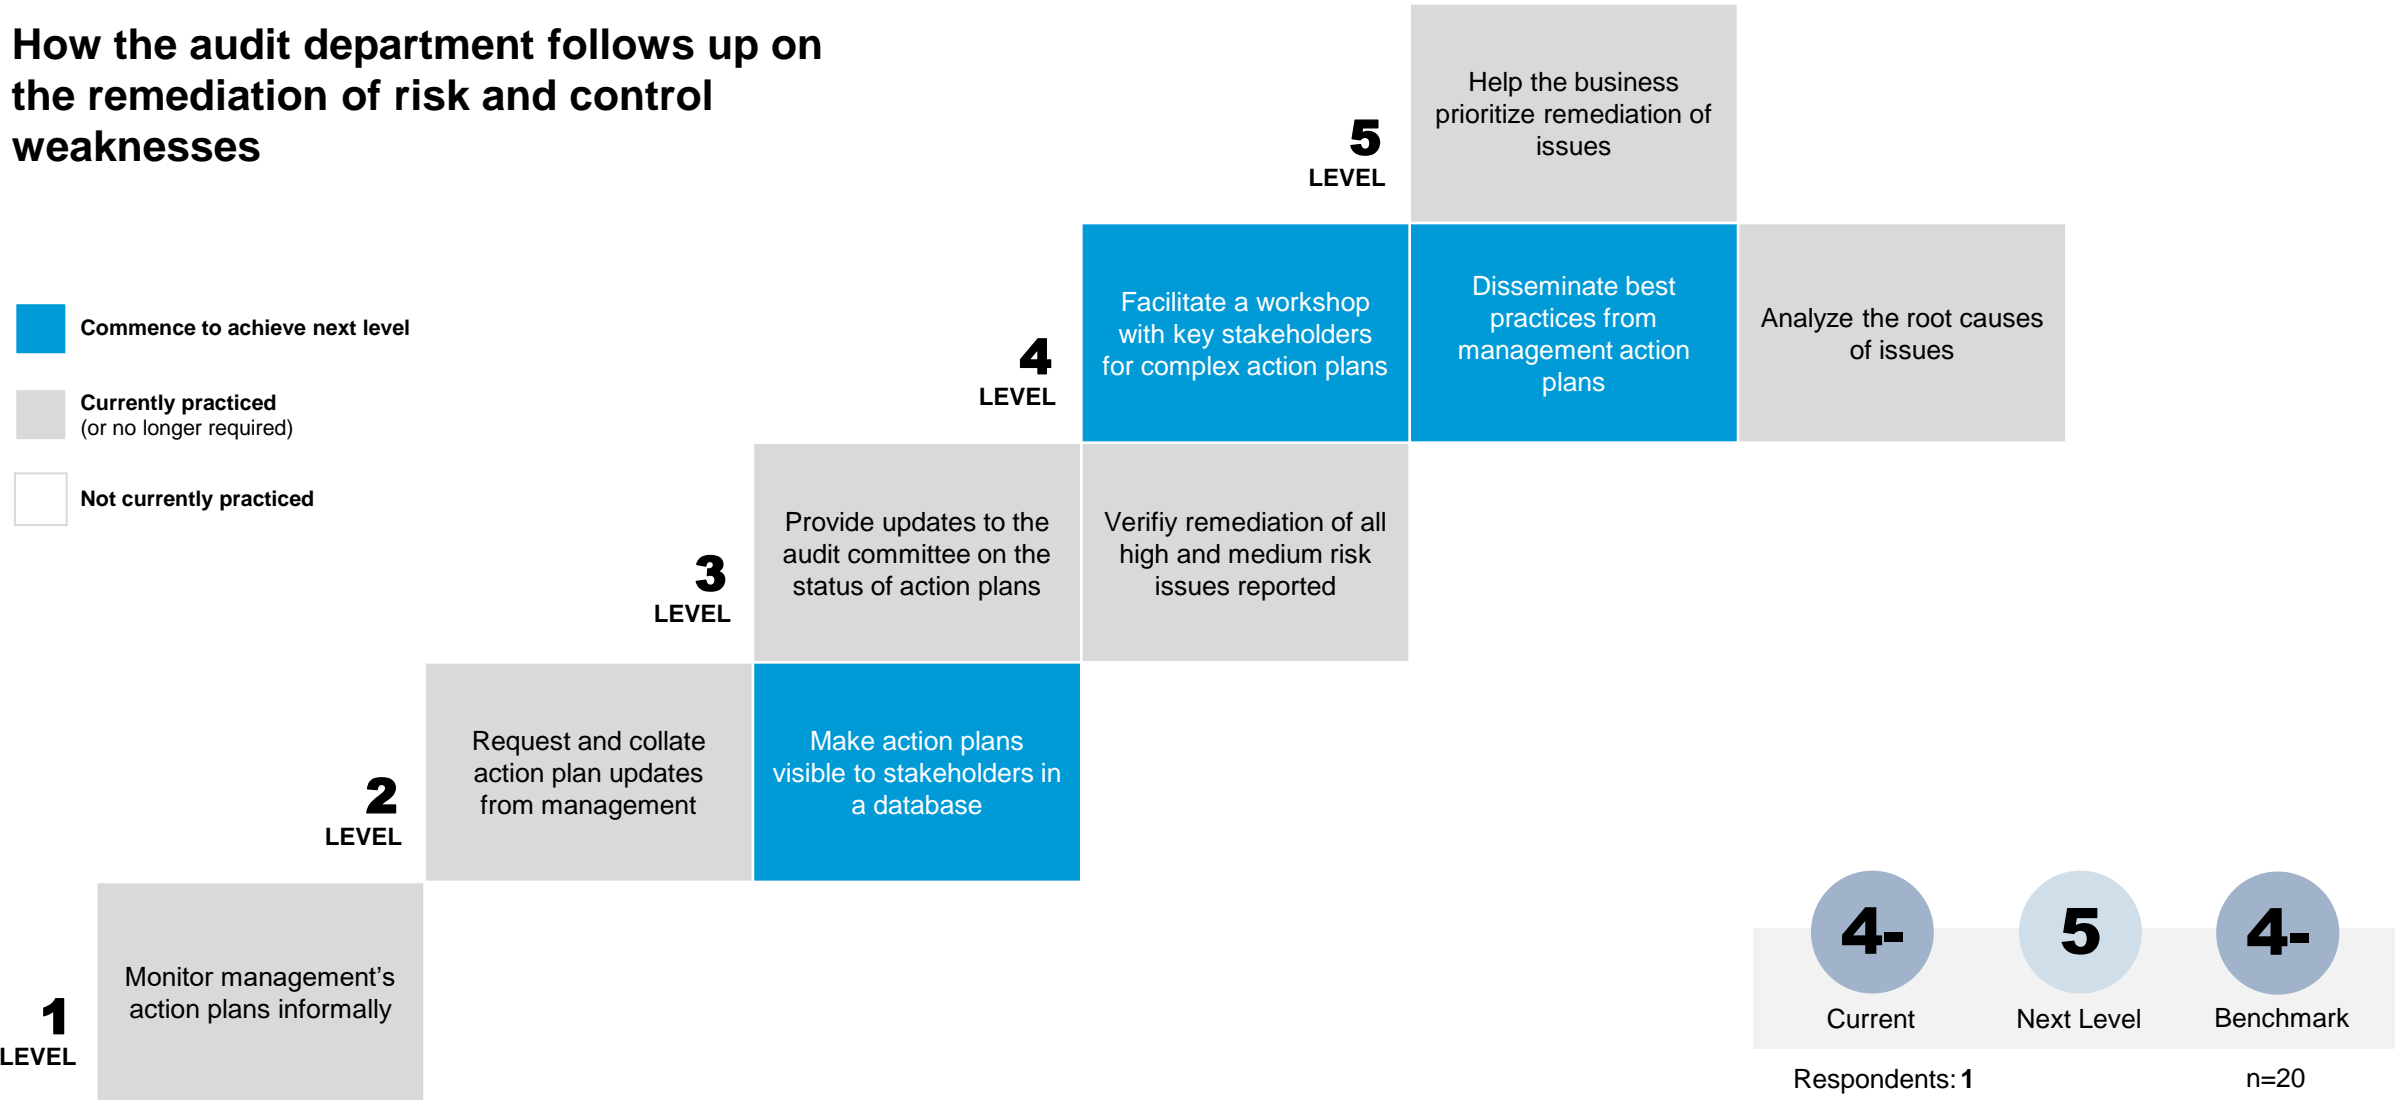 How the audit department follows up on
the remediation of risk and control
weaknesses
Commence to achieve next level
Currently practiced
(or no longer required)
Not currently practiced
5
LEVEL
Help the business
prioritize remediation of
issues
4
LEVEL
Facilitate a workshop
with key stakeholders
for complex action plans
Disseminate best
practices from
management action
plans
Analyze the root causes
of issues
3
LEVEL
Provide updates to the
audit committee on the
status of action plans
Verifiy remediation of all
high and medium risk
issues reported
2
LEVEL
Request and collate
action plan updates
from management
Make action plans
visible to stakeholders in
a database
1
LEVEL
Monitor management’s
action plans informally
4-
Current
5
Next Level
4-
Benchmark
Respondents: 1
n=20